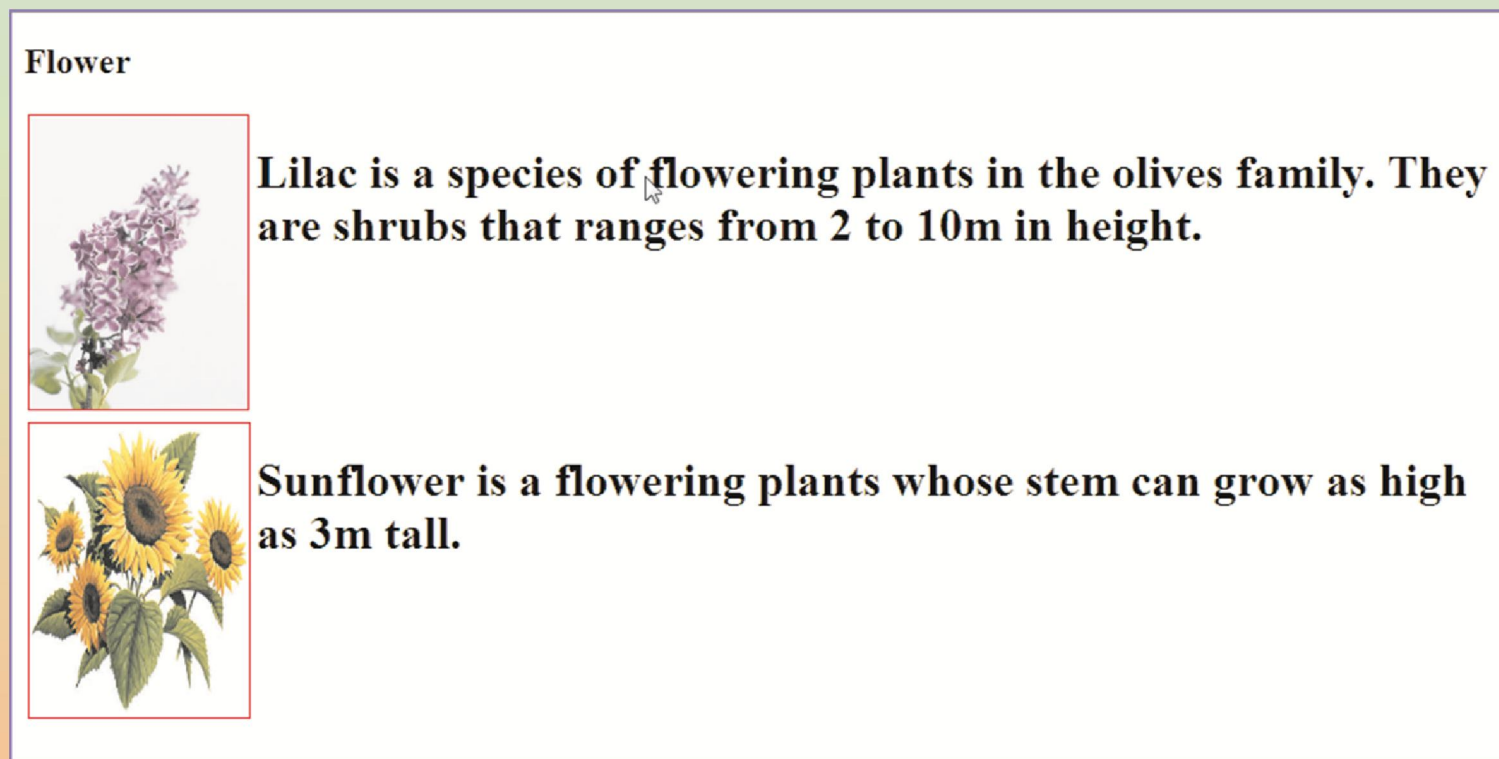 Flower
Lilac is a species of flowering plants in the olives family. They
are shrubs that ranges from 2 to 10m in height.
Sunflower is a flowering plants whose stem can grow as high
as 3m tall.